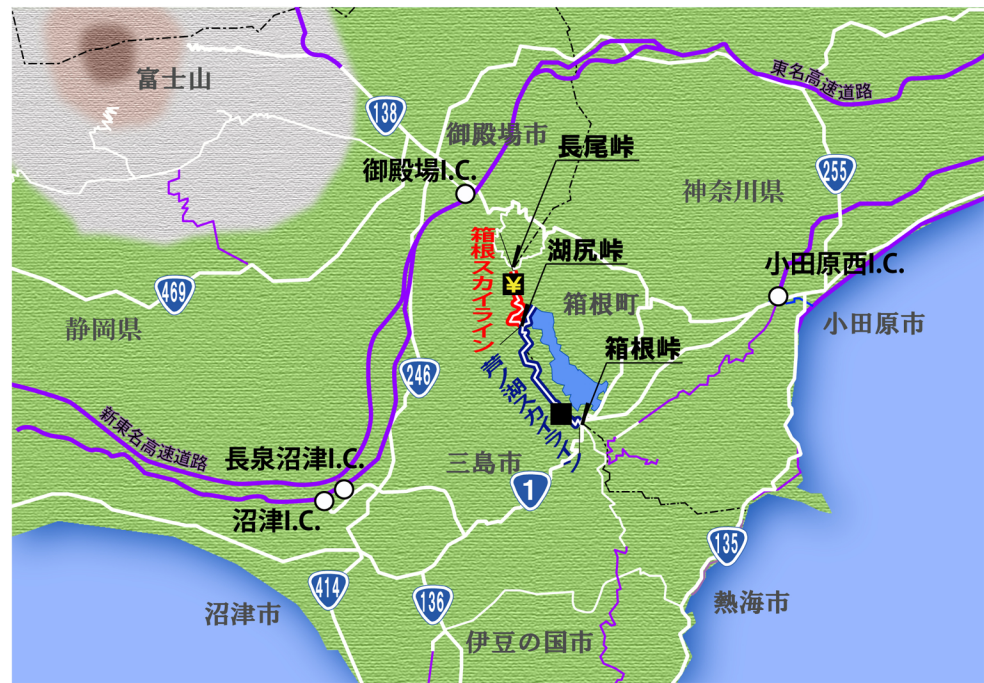 富士山
138
御殿場市
東名高速道路
長尾峠
御殿場I.C.
255
神奈川県
箱根スカイライン
湖尻峠
¥
小田原西I.C.
469
箱根町
静岡県
小田原市
箱根峠
246
芦ノ湖スカイライン
新東名高速道路
長泉沼津I.C.
三島市
1
沼津I.C.
135
414
136
熱海市
沼津市
伊豆の国市